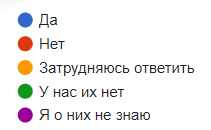 Да
Нет
Затрудняюсь ответить
У нас их нет
Я о них не знаю